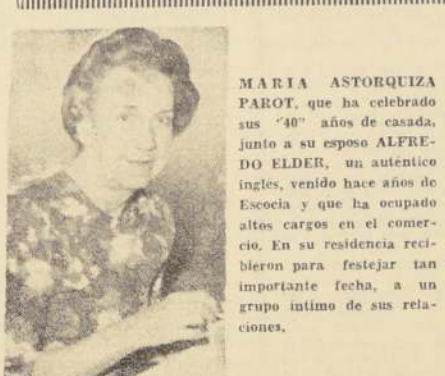 MARIA ASTORQUIZA
PAROT, que ha celebrado
sus "40" años de casada,
junto a su esposo ALFRE-
DO ELDER, un auténtico
inglés, venido hace años de
Escocia y que ha ocupado
altos cargos en el comer-
cio. En su residencia reci-
bieron para festejar tan
importante fecha, a un
grupo intimo de sus rela-
ciones.